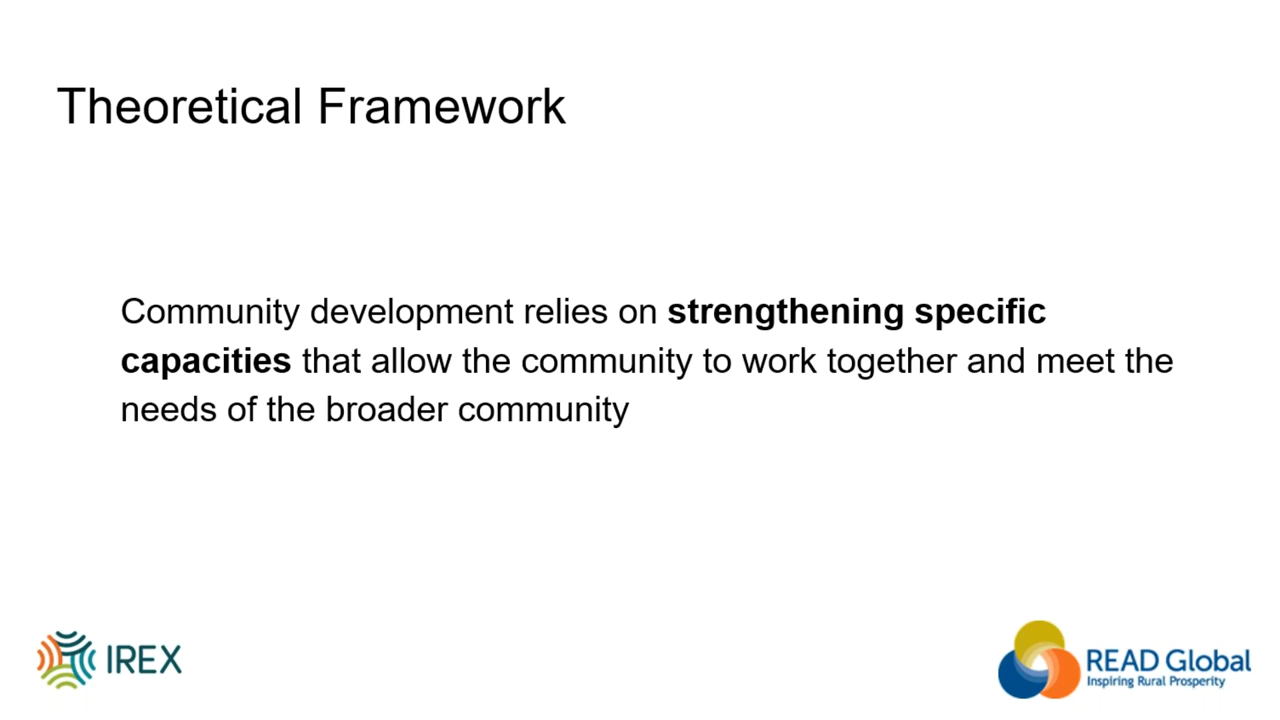 Theoretical Framework
Community development relies on strengthening specific
capacities that allow the community to work together and meet the
needs of the broader community
IREX
READ Global
Inspiring Rural Prosperity